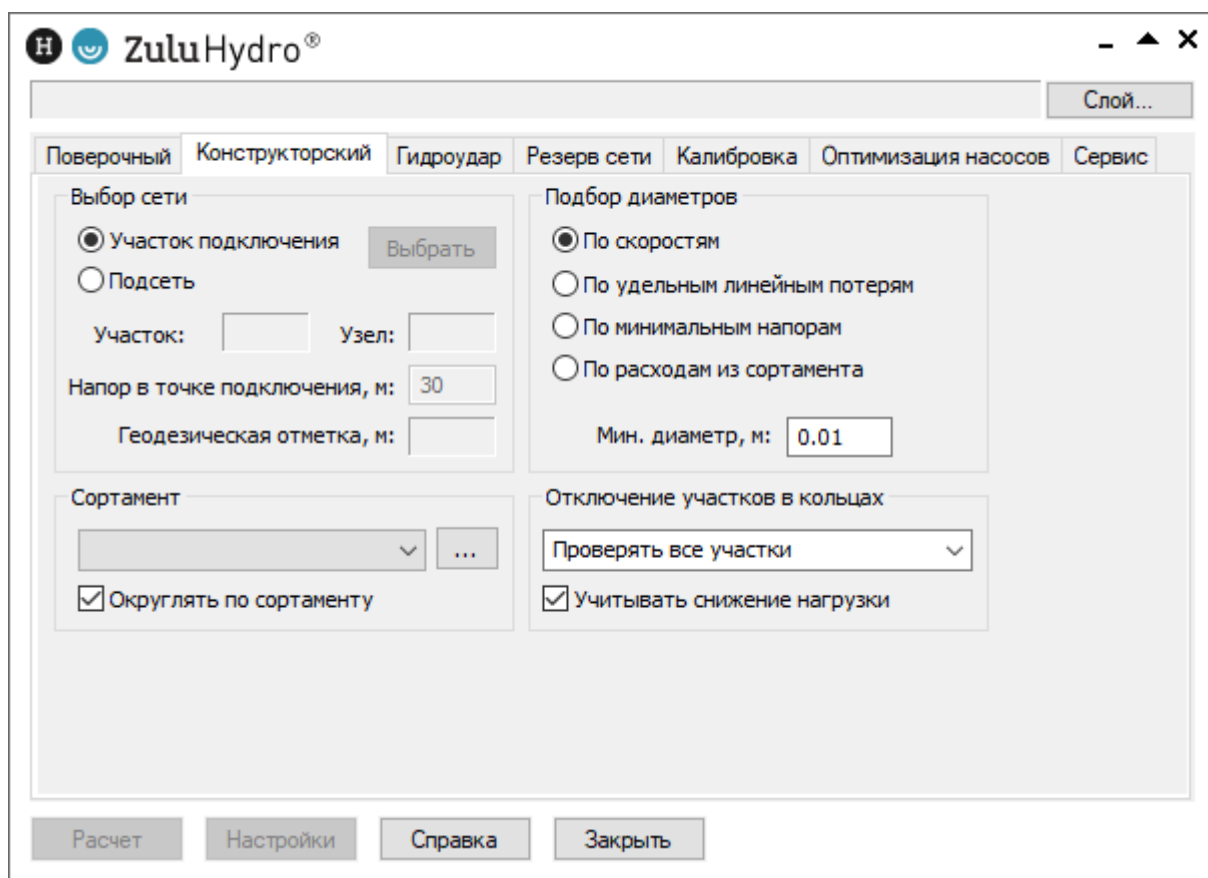 H ZuluHydro®
Слой...
Поверочный Конструкторский Гидроудар Резерв сети Калибровка Оптимизация насосов Сервис
Выбор сети
Участок подключения Выбрать
Подсеть
Участок: Узел:
Напор в точке подключения, м: 30
Геодезическая отметка, м:
Подбор диаметров
По скоростям
По удельным линейным потерям
По минимальным напорам
По расходам из сортамента
Мин. диаметр, м: 0.01
Сортамент
...
Округлять по сортаменту
Отключение участков в кольцах
Проверять все участки
Учитывать снижение нагрузки
Расчет Настройки Справка Закрыть